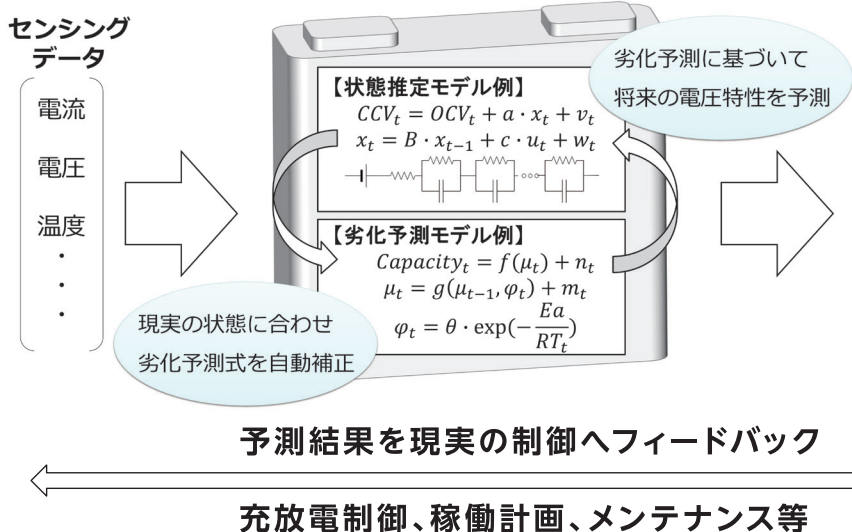 センシング
データ
電流
電圧
温度
・
・
・
【状態推定モデル例】
CCV_t = OCV_t + a · x_t + v_t
x_t = B · x_{t−1} + c · u_t + w_t
【劣化予測モデル例】
Capacity_t = f(μ_t) + n_t
μ_t = g(μ_{t−1}, φ_t) + m_t
φ_t = θ · exp(−Ea/RT_t)
劣化予測に基づいて
将来の電圧特性を予測
現実の状態に合わせ
劣化予測式を自動補正
予測結果を現実の制御へフィードバック
充放電制御、稼働計画、メンテナンス等